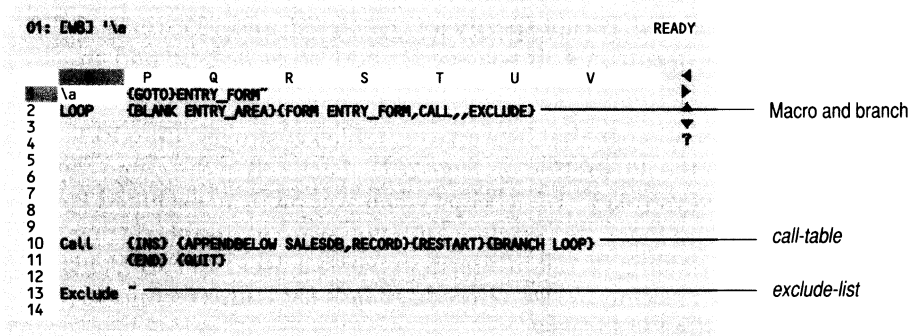 O1: [W8] '\a READY
P Q R S T U V
1 \a {GOTO}ENTRY_FORM~
2 LOOP {BLANK ENTRY_AREA}{FORM ENTRY_FORM,CALL,,EXCLUDE} Macro and branch
3
4 ?
5
6
7
8
9
10 Call {INS} {APPENDBELOW SALESDB,RECORD}{RESTART}{BRANCH LOOP} call-table
11 {END} {QUIT}
12
13 Exclude ~ exclude-list
14